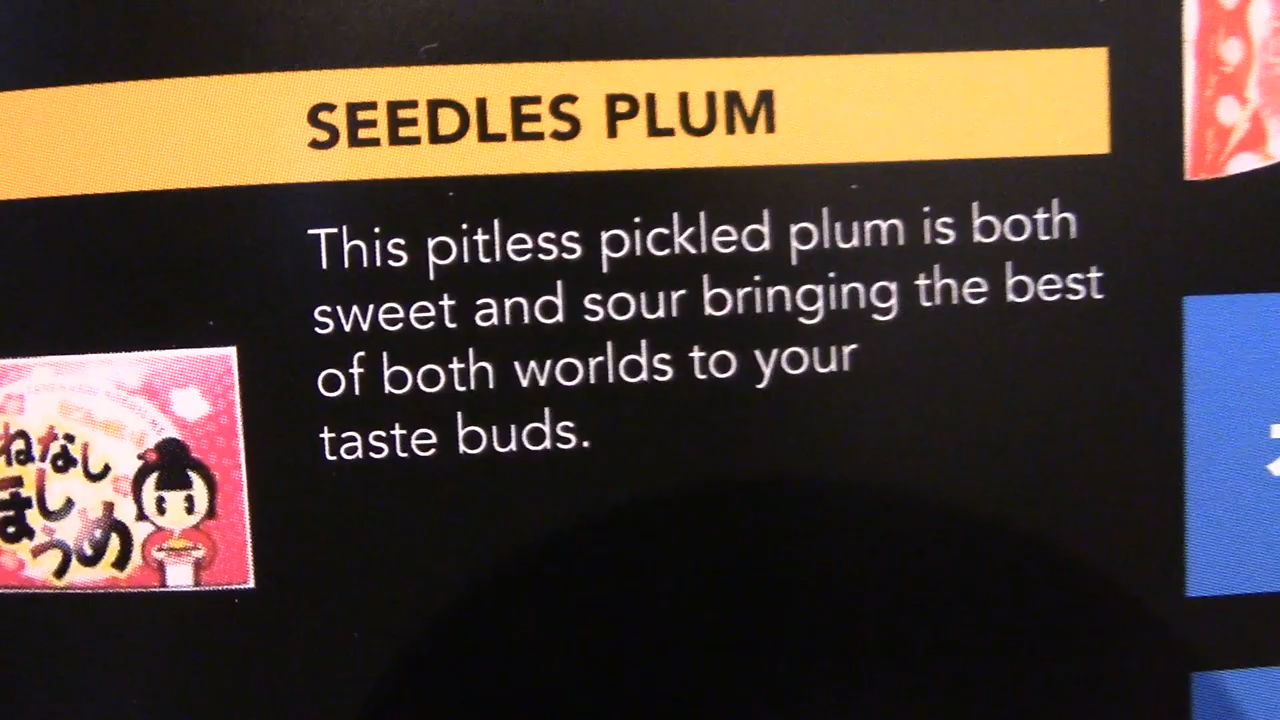 SEEDLES PLUM
This pitless pickled plum is both
sweet and sour bringing the best
of both worlds to your
taste buds.
ねなし
ほし
うめ